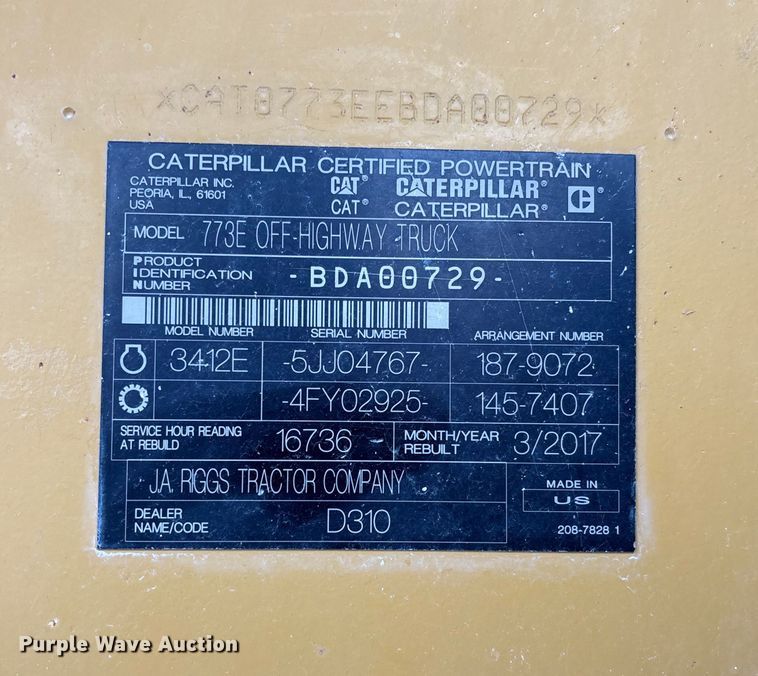 *CAT0773EEBDA00729*
CATERPILLAR CERTIFIED POWERTRAIN
CATERPILLAR INC.
PEORIA, IL, 61601
USA
CAT® CATERPILLAR® C
CAT® CATERPILLAR®
MODEL 773E OFF-HIGHWAY TRUCK
PRODUCT
IDENTIFICATION
NUMBER
-BDA00729-
MODEL NUMBER SERIAL NUMBER ARRANGEMENT NUMBER
3412E -5JJ04767- 187-9072
-4FY02925- 145-7407
SERVICE HOUR READING
AT REBUILD
16736
MONTH/YEAR
REBUILT
3/2017
J.A. RIGGS TRACTOR COMPANY
MADE IN
US
DEALER
NAME/CODE
D310
208-7828 1
Purple Wave Auction